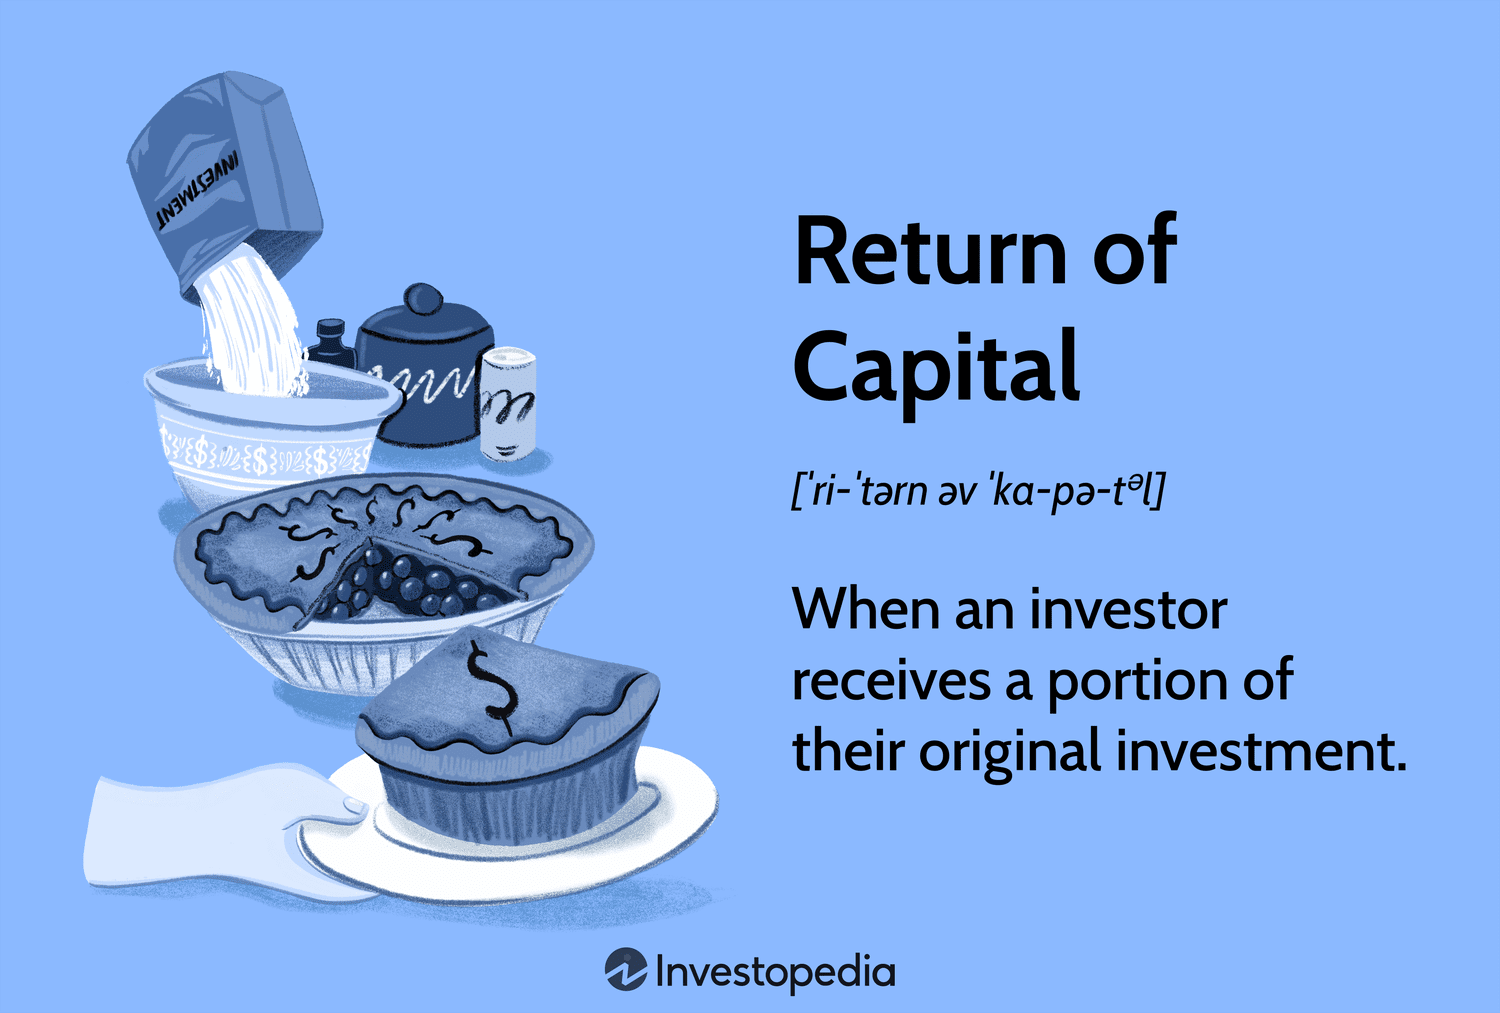 INVESTMENT
$ $ $
$
Return of
Capital
[ˈri-ˈtərn əv ˈka-pə-tᵊl]
When an investor
receives a portion of
their original investment.
Investopedia